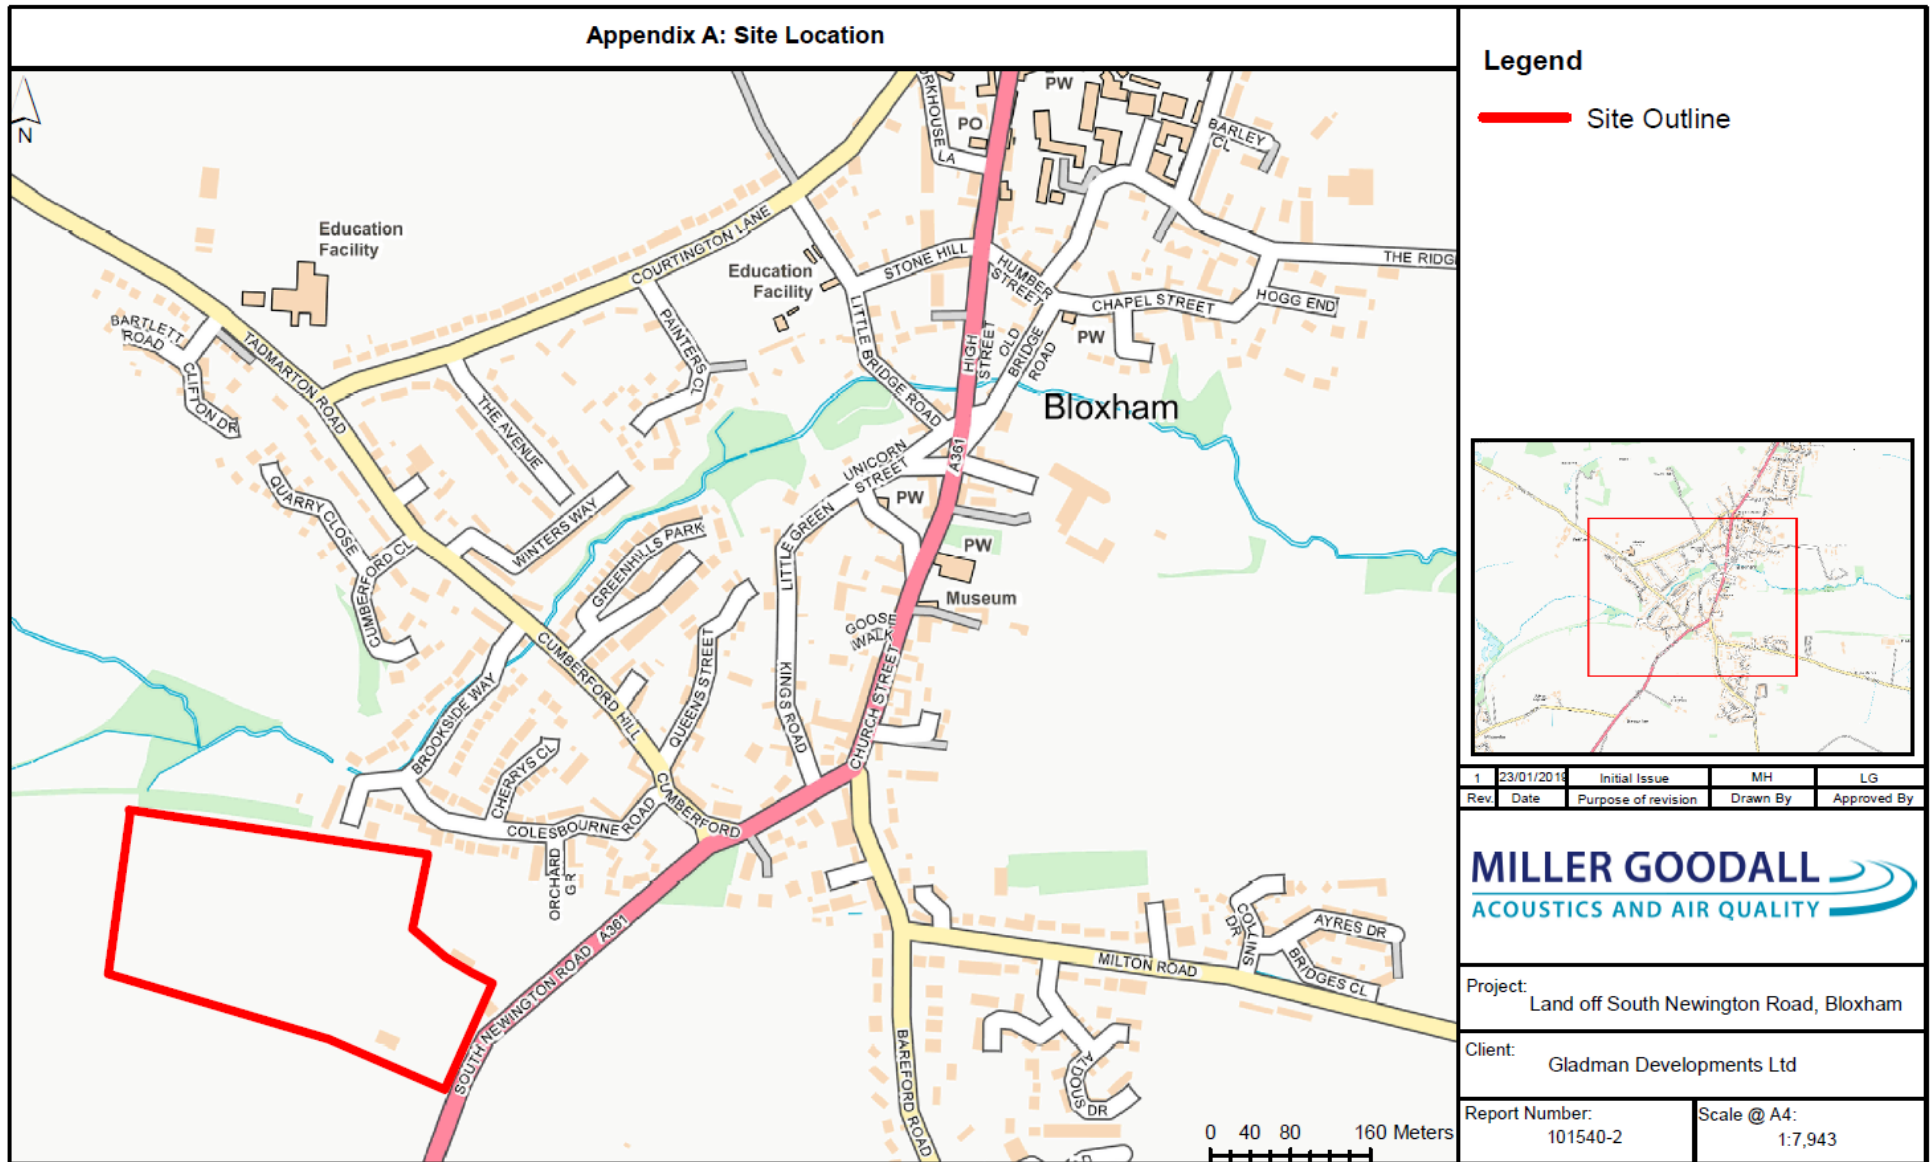 Appendix A: Site Location
N
Education
Facility
BARTLETT
ROAD
CLIFTON DR
TADMARTON ROAD
COURTINGTON LANE
PAINTERS CL
THE AVENUE
WINTERS WAY
QUARRY CLOSE
CUMBERFORD CL
Education
Facility
STONE HILL
LITTLE BRIDGE ROAD
ORKHOUSE
LA
PO
PW
BARLEY
CL
THE RIDG
HUMBER
STREET
CHAPEL STREET
HOGG END
PW
HIGH
STREET
OLD
BRIDGE
ROAD
Bloxham
A361
UNICORN
STREET
PW
PW
Museum
LITTLE GREEN
GREENHILLS PARK
GOOSE
WALK
CHURCH STREET
KINGS ROAD
QUEENS STREET
CUMBERFORD HILL
BROOKSIDE WAY
CHERRYS CL
COLESBOURNE ROAD
CUMBERFORD
ORCHARD
GR
SOUTH NEWINGTON ROAD A361
MILTON ROAD
BAREFORD ROAD
COLLINS
DR
AYRES DR
BRIDGES CL
ALDOUS DR
0 40 80 160 Meters
Legend
Site Outline
1 23/01/2019 Initial Issue MH LG
Rev. Date Purpose of revision Drawn By Approved By
MILLER GOODALL
ACOUSTICS AND AIR QUALITY
Project:
Land off South Newington Road, Bloxham
Client:
Gladman Developments Ltd
Report Number:
101540-2
Scale @ A4:
1:7,943